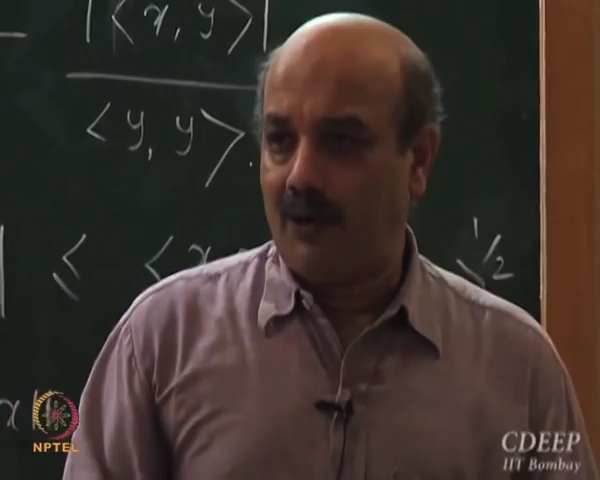 |<x, y>|
<y, y>.
| ≤ <x 1/2
x
NPTEL
CDEEP
IIT Bombay